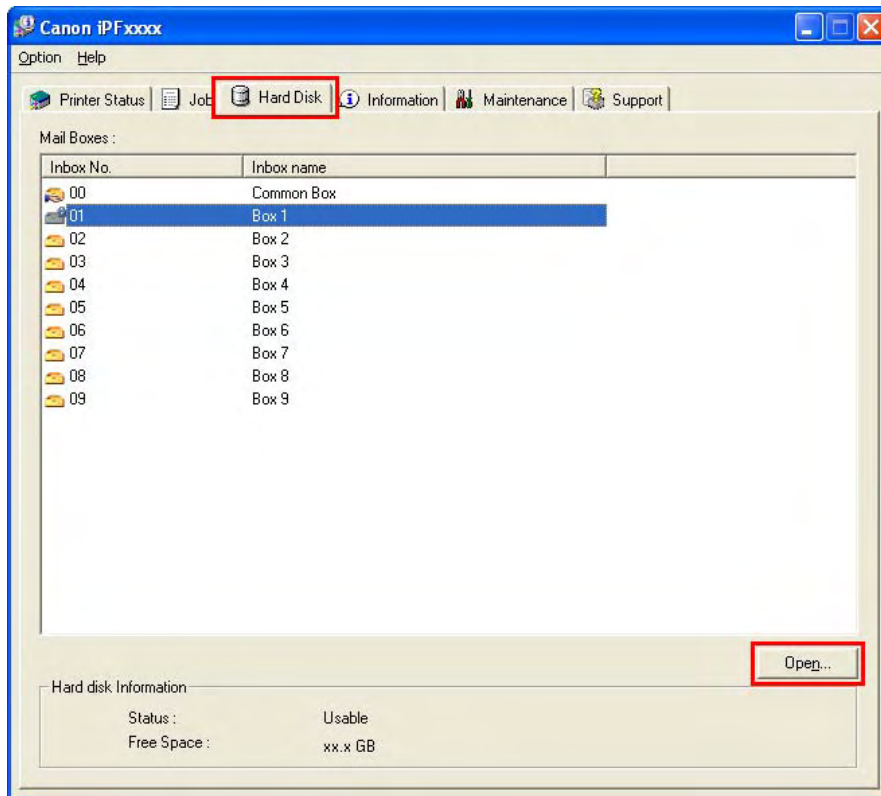 Canon iPFxxxx
Option Help
Printer Status Job Hard Disk Information Maintenance Support
Mail Boxes :
Inbox No. Inbox name
00 Common Box
01 Box 1
02 Box 2
03 Box 3
04 Box 4
05 Box 5
06 Box 6
07 Box 7
08 Box 8
09 Box 9
Open...
Hard disk Information
Status : Usable
Free Space : xx.x GB